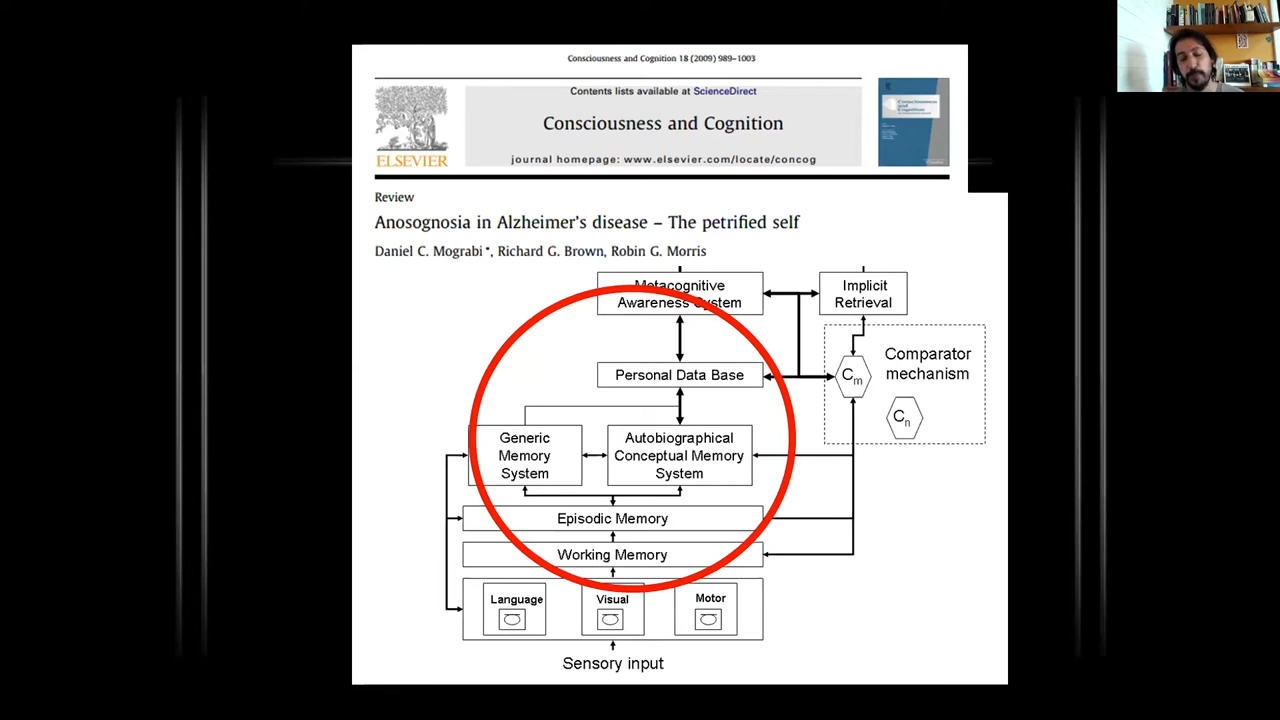 Consciousness and Cognition 18 (2009) 989–1003
Contents lists available at ScienceDirect
Consciousness and Cognition
journal homepage: www.elsevier.com/locate/concog
ELSEVIER
Consciousness
and
Cognition
Review
Anosognosia in Alzheimer's disease – The petrified self
Daniel C. Mograbi *, Richard G. Brown, Robin G. Morris
Metacognitive
Awareness System
Implicit
Retrieval
Comparator
mechanism
Personal Data Base
Cm
Cn
Generic
Memory
System
Autobiographical
Conceptual Memory
System
Episodic Memory
Working Memory
Language
Visual
Motor
Sensory input